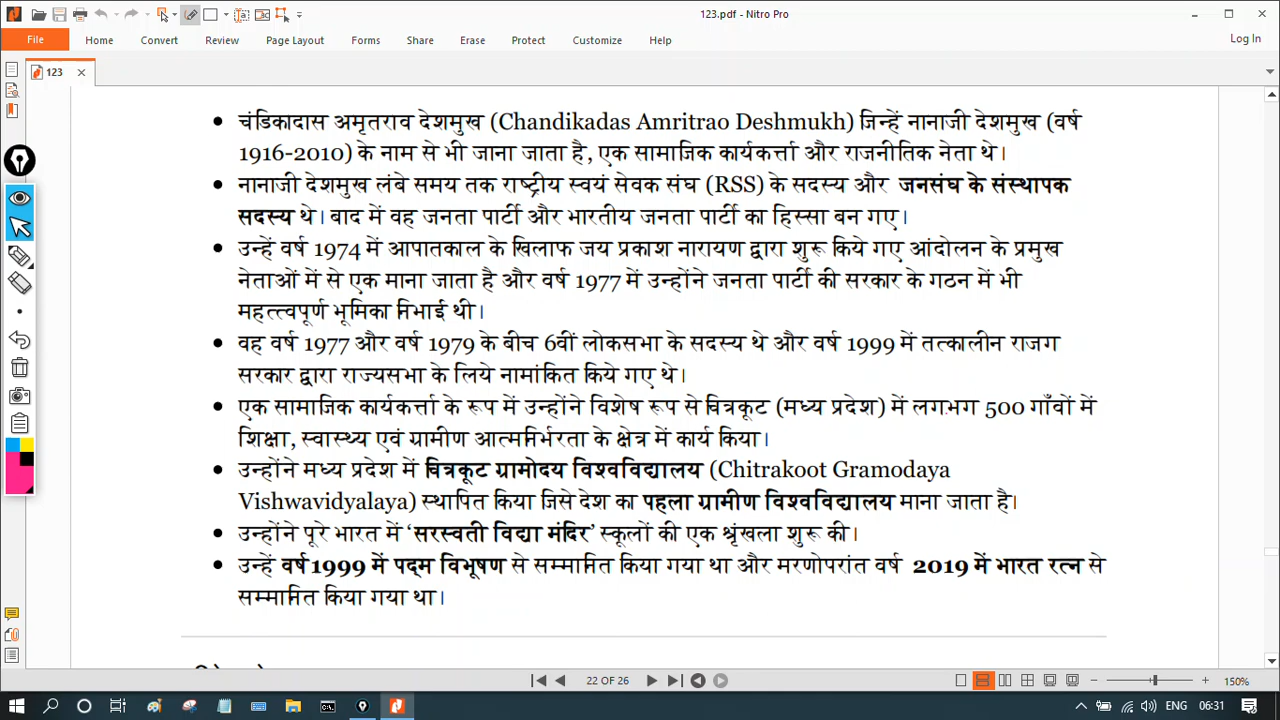 123.pdf - Nitro Pro
File Home Convert Review Page Layout Forms Share Erase Protect Customize Help Log In
123
चंडिकादास अमृतराव देशमुख (Chandikadas Amritrao Deshmukh) जिन्हें नानाजी देशमुख (वर्ष
1916-2010) के नाम से भी जाना जाता है, एक सामाजिक कार्यकर्त्ता और राजनीतिक नेता थे।
नानाजी देशमुख लंबे समय तक राष्ट्रीय स्वयं सेवक संघ (RSS) के सदस्य और जनसंघ के संस्थापक
सदस्य थे। बाद में वह जनता पार्टी और भारतीय जनता पार्टी का हिस्सा बन गए।
उन्हें वर्ष 1974 में आपातकाल के खिलाफ जय प्रकाश नारायण द्वारा शुरू किये गए आंदोलन के प्रमुख
नेताओं में से एक माना जाता है और वर्ष 1977 में उन्होंने जनता पार्टी की सरकार के गठन में भी
महत्त्वपूर्ण भूमिका निभाई थी।
वह वर्ष 1977 और वर्ष 1979 के बीच 6वीं लोकसभा के सदस्य थे और वर्ष 1999 में तत्कालीन राजग
सरकार द्वारा राज्यसभा के लिये नामांकित किये गए थे।
एक सामाजिक कार्यकर्त्ता के रूप में उन्होंने विशेष रूप से चित्रकूट (मध्य प्रदेश) में लगभग 500 गाँवों में
शिक्षा, स्वास्थ्य एवं ग्रामीण आत्मनिर्भरता के क्षेत्र में कार्य किया।
उन्होंने मध्य प्रदेश में चित्रकूट ग्रामोदय विश्वविद्यालय (Chitrakoot Gramodaya
Vishwavidyalaya) स्थापित किया जिसे देश का पहला ग्रामीण विश्वविद्यालय माना जाता है।
उन्होंने पूरे भारत में ‘सरस्वती विद्या मंदिर’ स्कूलों की एक श्रृंखला शुरू की।
उन्हें वर्ष 1999 में पद्म विभूषण से सम्मानित किया गया था और मरणोपरांत वर्ष 2019 में भारत रत्न से
सम्मानित किया गया था।
22 OF 26
150%
ENG 06:31